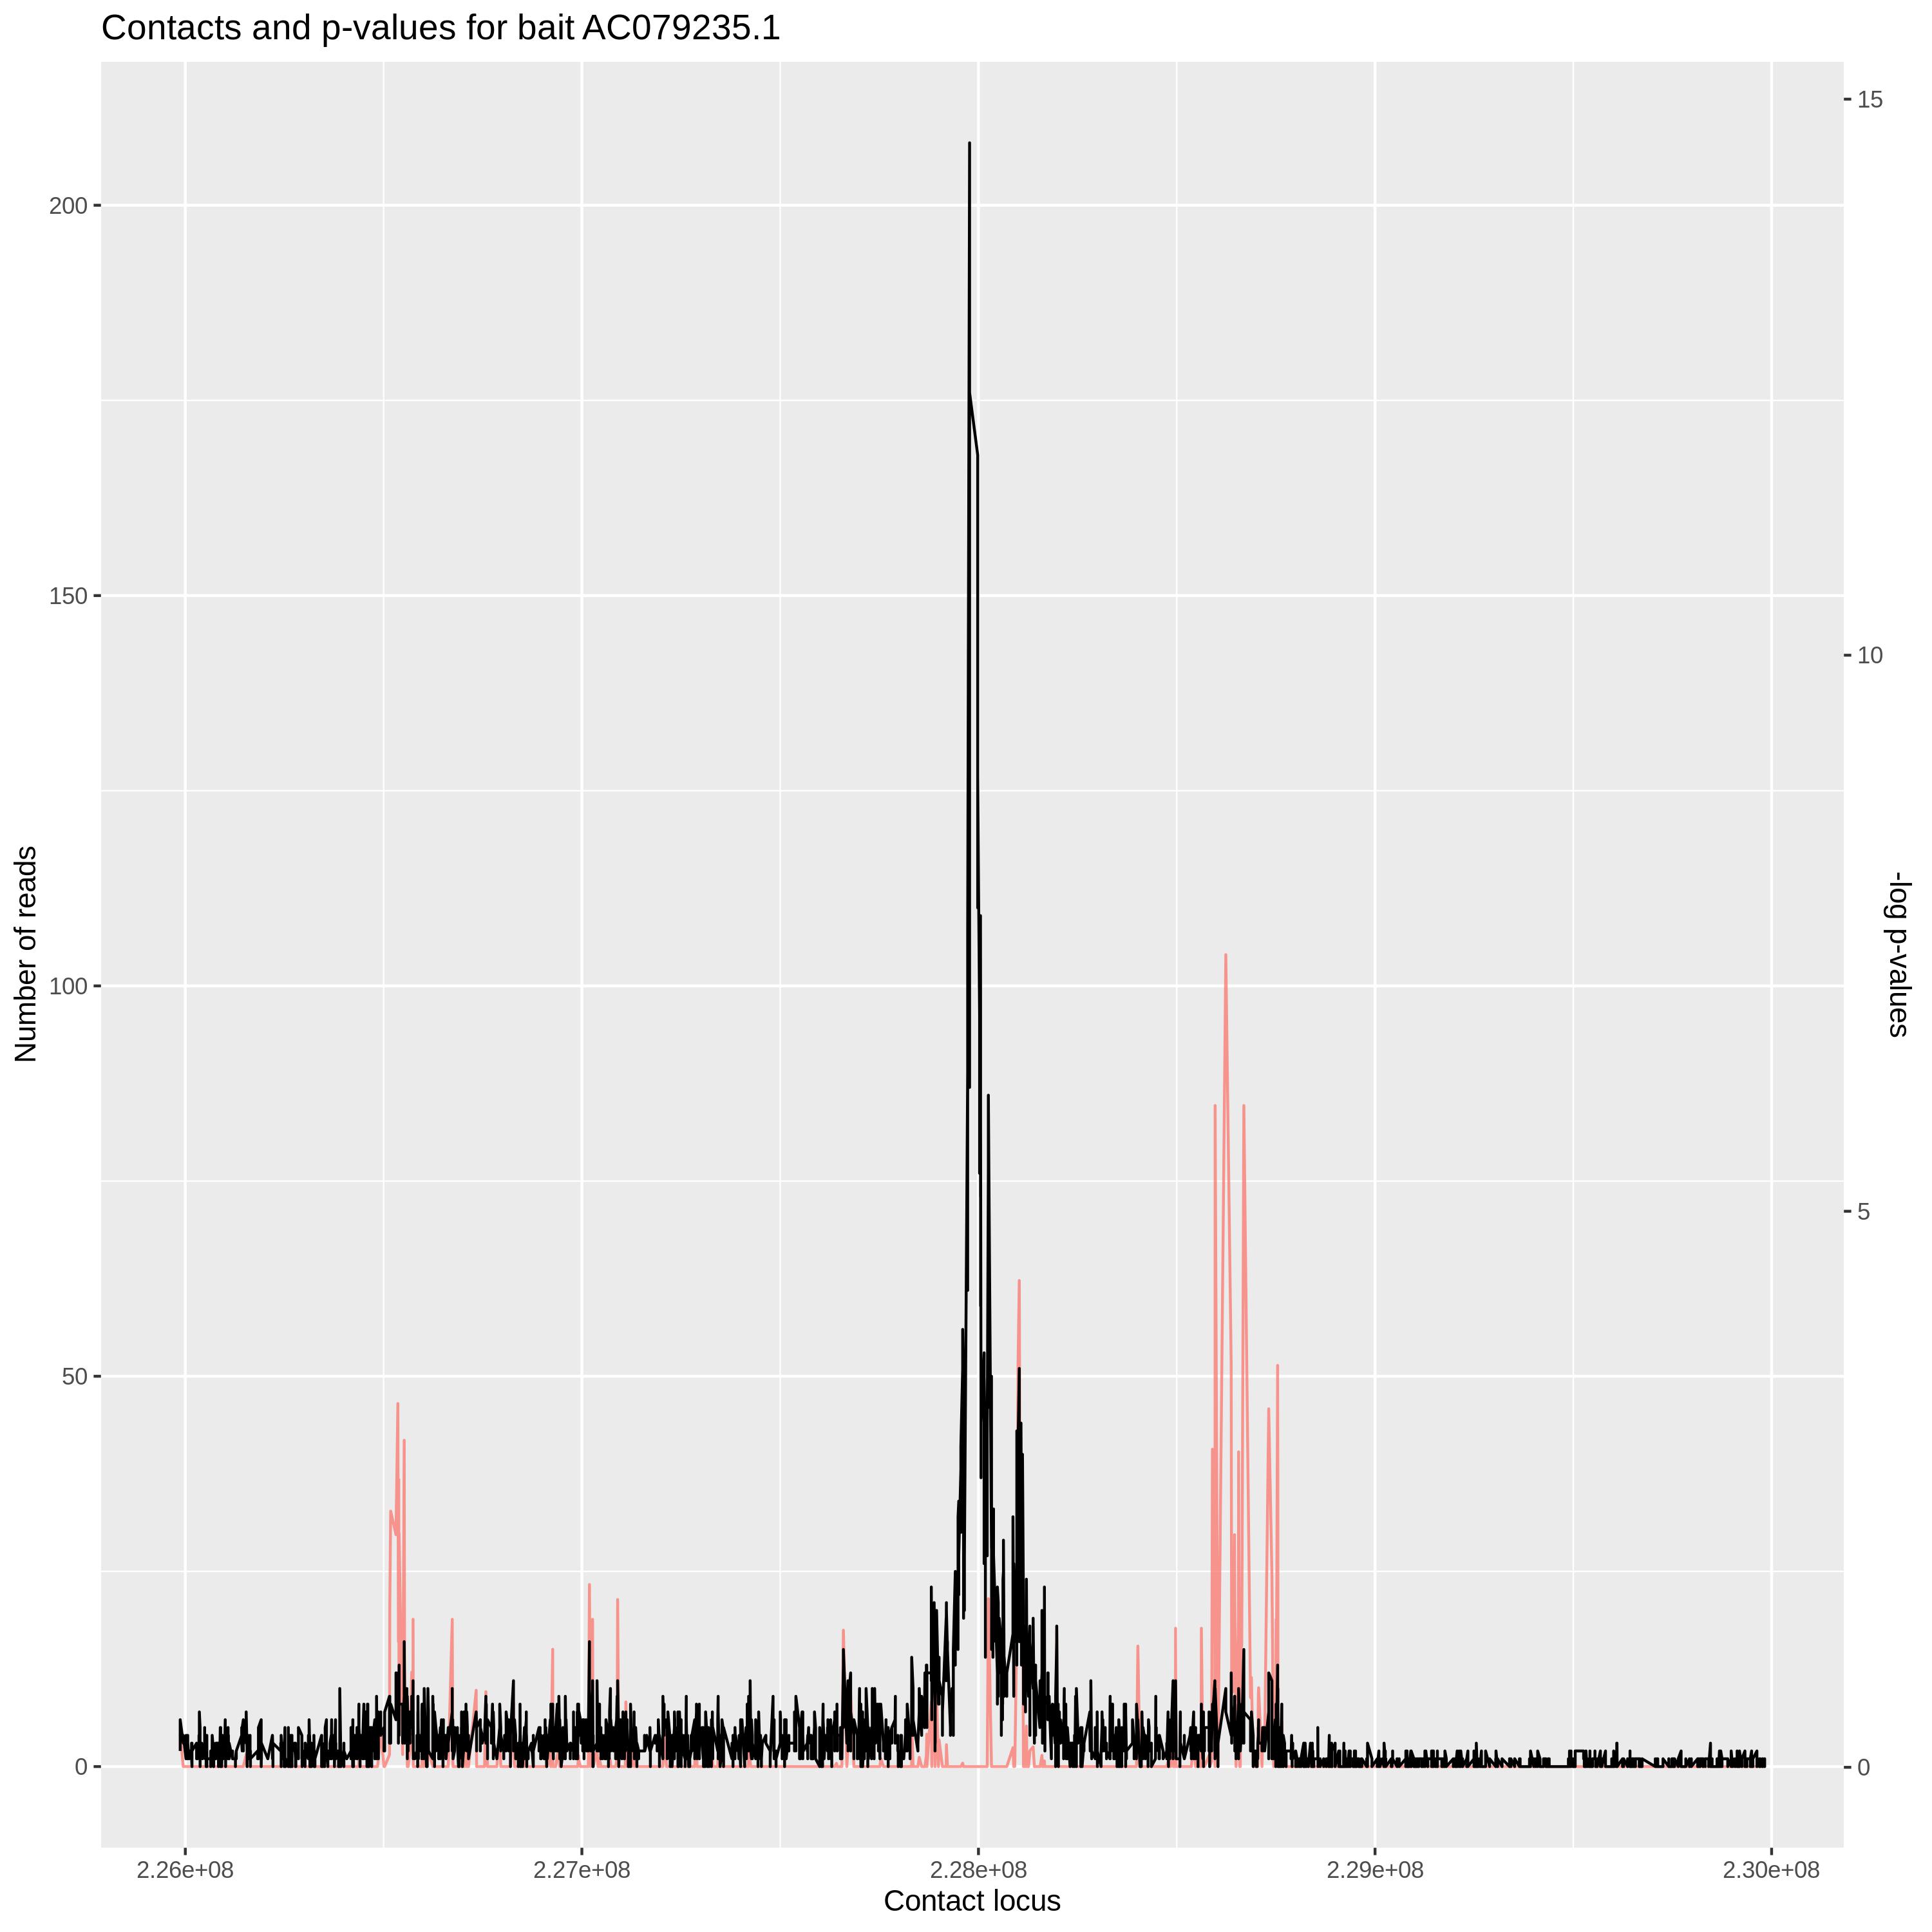 Contacts and p-values for bait AC079235.1
15
200
150
10
Number of reads
-log p-values
100
5
50
0
0
2.26e+08 2.27e+08 2.28e+08 2.29e+08 2.30e+08
Contact locus